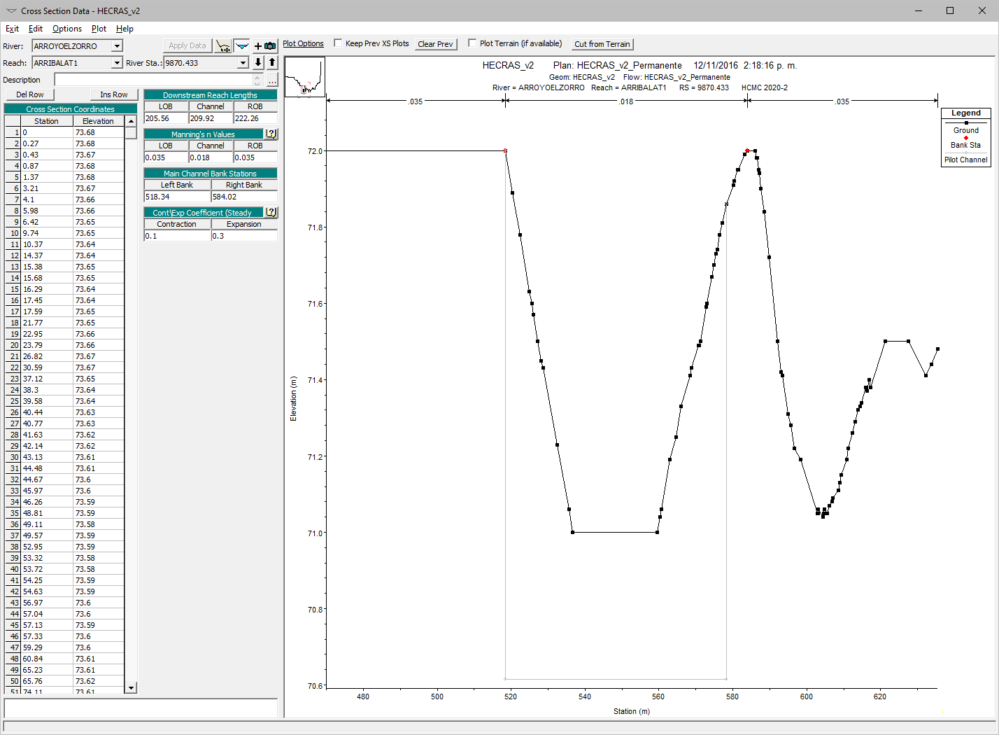 Cross Section Data - HECRAS_v2
Exit Edit Options Plot Help
River: ARROYOELZORRO Apply Data
Plot Options Keep Prev XS Plots Clear Prev Plot Terrain (if available) Cut from Terrain
Reach: ARRIBALAT1 River Sta.: 9870.433
Description ...
Del Row Ins Row
Cross Section Coordinates
Station Elevation
1 0 73.68
2 0.27 73.68
3 0.43 73.67
4 0.87 73.68
5 1.37 73.68
6 3.21 73.67
7 4.1 73.66
8 5.98 73.66
9 6.42 73.65
10 9.74 73.65
11 10.37 73.64
12 14.37 73.64
13 15.38 73.65
14 15.68 73.65
15 16.29 73.64
16 17.45 73.64
17 17.59 73.65
18 21.77 73.65
19 22.95 73.66
20 23.79 73.66
21 26.82 73.67
22 30.59 73.67
23 37.12 73.65
24 38.3 73.64
25 39.58 73.64
26 40.44 73.63
27 40.77 73.63
28 41.63 73.62
29 42.14 73.62
30 43.13 73.61
31 44.48 73.61
32 44.67 73.6
33 45.97 73.6
34 46.26 73.59
35 48.81 73.59
36 49.11 73.58
37 49.57 73.59
38 52.95 73.59
39 53.32 73.58
40 53.72 73.58
41 54.25 73.59
42 54.63 73.59
43 56.97 73.6
44 57.04 73.6
45 57.13 73.59
46 57.33 73.6
47 59.29 73.6
48 60.84 73.61
49 65.23 73.61
50 65.76 73.62
51 74.11 73.61
Downstream Reach Lengths
LOB Channel ROB
205.56 209.92 222.26
Manning's n Values
LOB Channel ROB
0.035 0.018 0.035
Main Channel Bank Stations
Left Bank Right Bank
518.34 584.02
Cont\Exp Coefficient (Steady
Contraction Expansion
0.1 0.3
HECRAS_v2 Plan: HECRAS_v2_Permanente 12/11/2016 2:18:16 p. m.
Geom: HECRAS_v2 Flow: HECRAS_v2_Permanente
River = ARROYOELZORRO Reach = ARRIBALAT1 RS = 9870.433 HCMC 2020-2
.035 .018 .035
Legend
Ground
Bank Sta
Pilot Channel
72.0
71.8
71.6
71.4
71.2
71.0
70.8
70.6
Elevation (m)
480 500 520 540 560 580 600 620
Station (m)